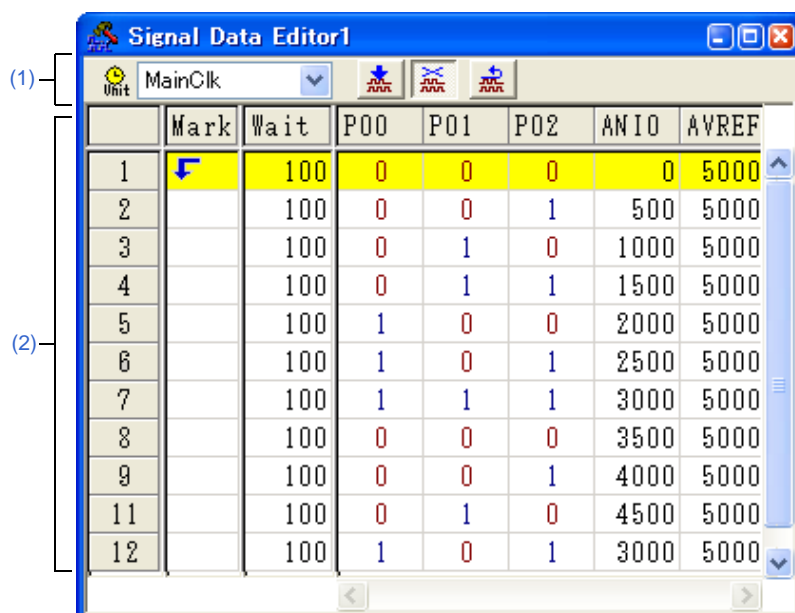 Signal Data Editor1
(1)
Unit MainClk
Mark Wait P00 P01 P02 ANI0 AVREF
(2)
1 100 0 0 0 0 5000
2 100 0 0 1 500 5000
3 100 0 1 0 1000 5000
4 100 0 1 1 1500 5000
5 100 1 0 0 2000 5000
6 100 1 0 1 2500 5000
7 100 1 1 1 3000 5000
8 100 0 0 0 3500 5000
9 100 0 0 1 4000 5000
11 100 0 1 0 4500 5000
12 100 1 0 1 3000 5000